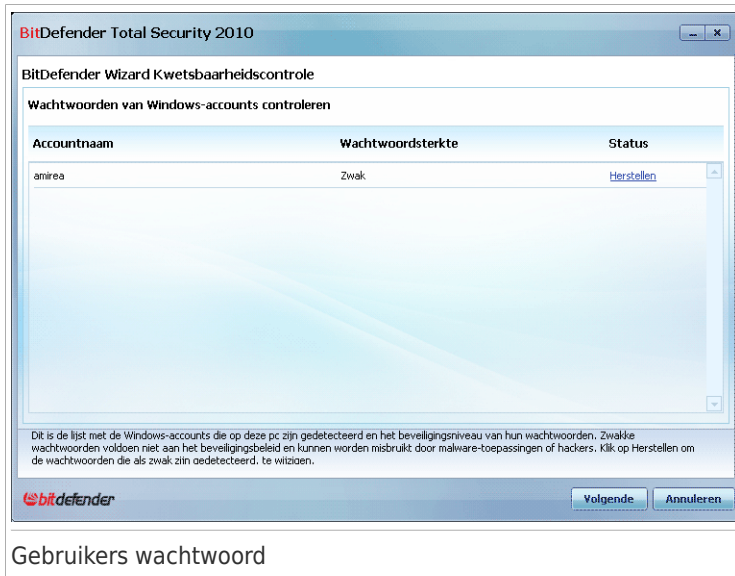 BitDefender Total Security 2010
BitDefender Wizard Kwetsbaarheidscontrole
Wachtwoorden van Windows-accounts controleren
Accountnaam Wachtwoordsterkte Status
amirea Zwak Herstellen
Dit is de lijst met de Windows-accounts die op deze pc zijn gedetecteerd en het beveiligingsniveau van hun wachtwoorden. Zwakke
wachtwoorden voldoen niet aan het beveiligingsbeleid en kunnen worden misbruikt door malware-toepassingen of hackers. Klik op Herstellen om
de wachtwoorden die als zwak zijn gedetecteerd, te wijzigen.
bitdefender Volgende Annuleren
Gebruikers wachtwoord